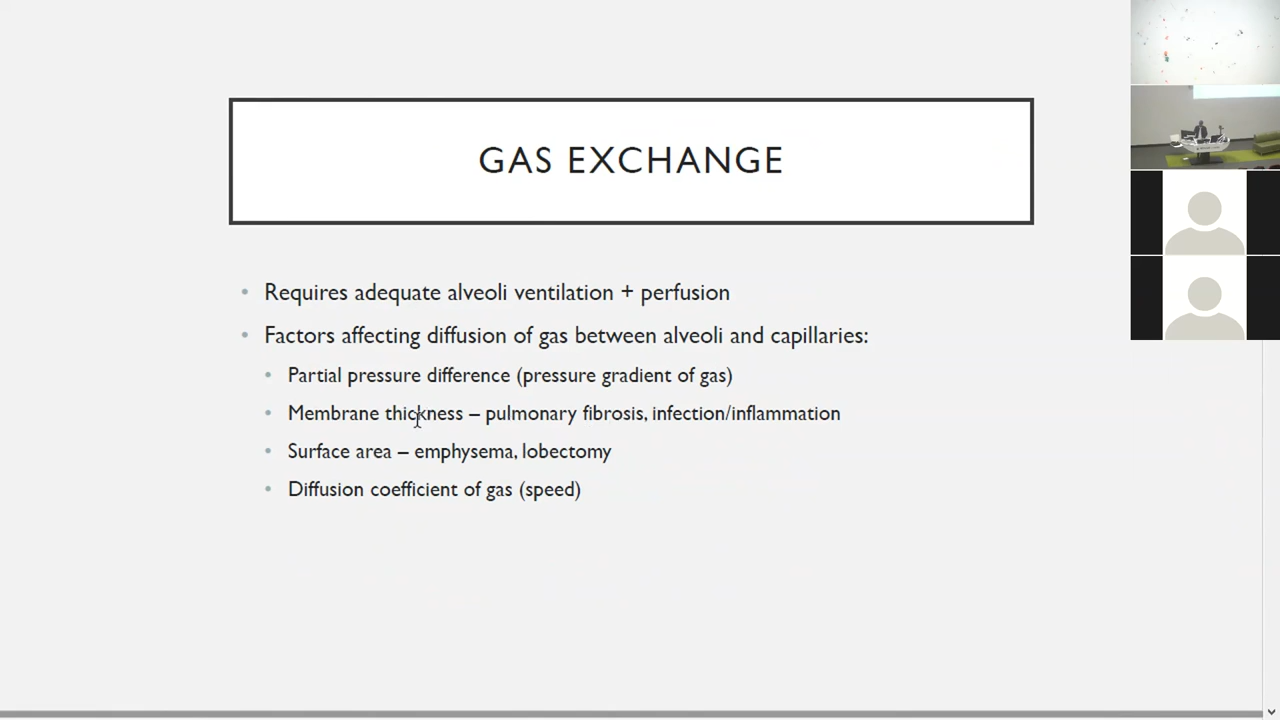 GAS EXCHANGE
• Requires adequate alveoli ventilation + perfusion
• Factors affecting diffusion of gas between alveoli and capillaries:
• Partial pressure difference (pressure gradient of gas)
• Membrane thickness – pulmonary fibrosis, infection/inflammation
• Surface area – emphysema, lobectomy
• Diffusion coefficient of gas (speed)